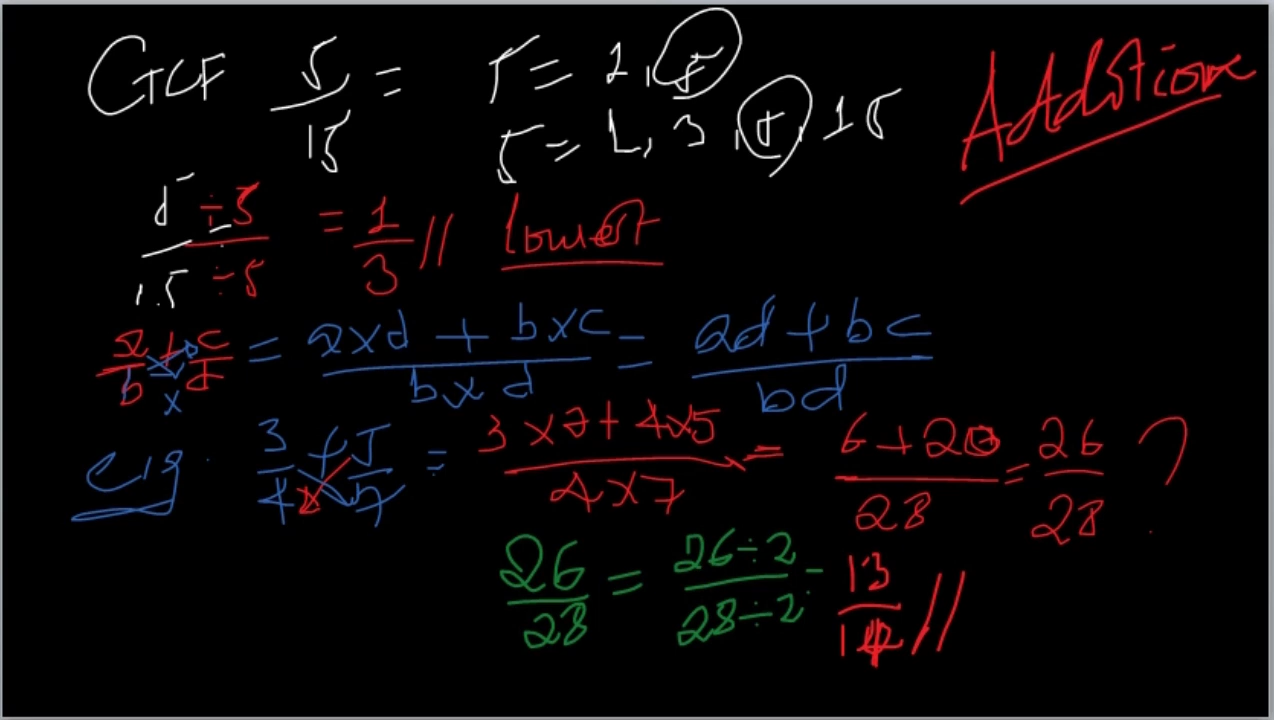 GCF 5/15 = 5 = 1, 5
5 = 1, 3, 5, 15
Addition
5 ÷ 5 / 15 ÷ 5 = 1/3 // lowest
a/b + c/d = a×d + b×c / b×d = ad + bc / bd
e.g. 3/4 + 5/7 = 3×7 + 4×5 / 4×7 = 6+20 / 28 = 26/28 ?
26/28 = 26÷2 / 28÷2 = 13/14 //